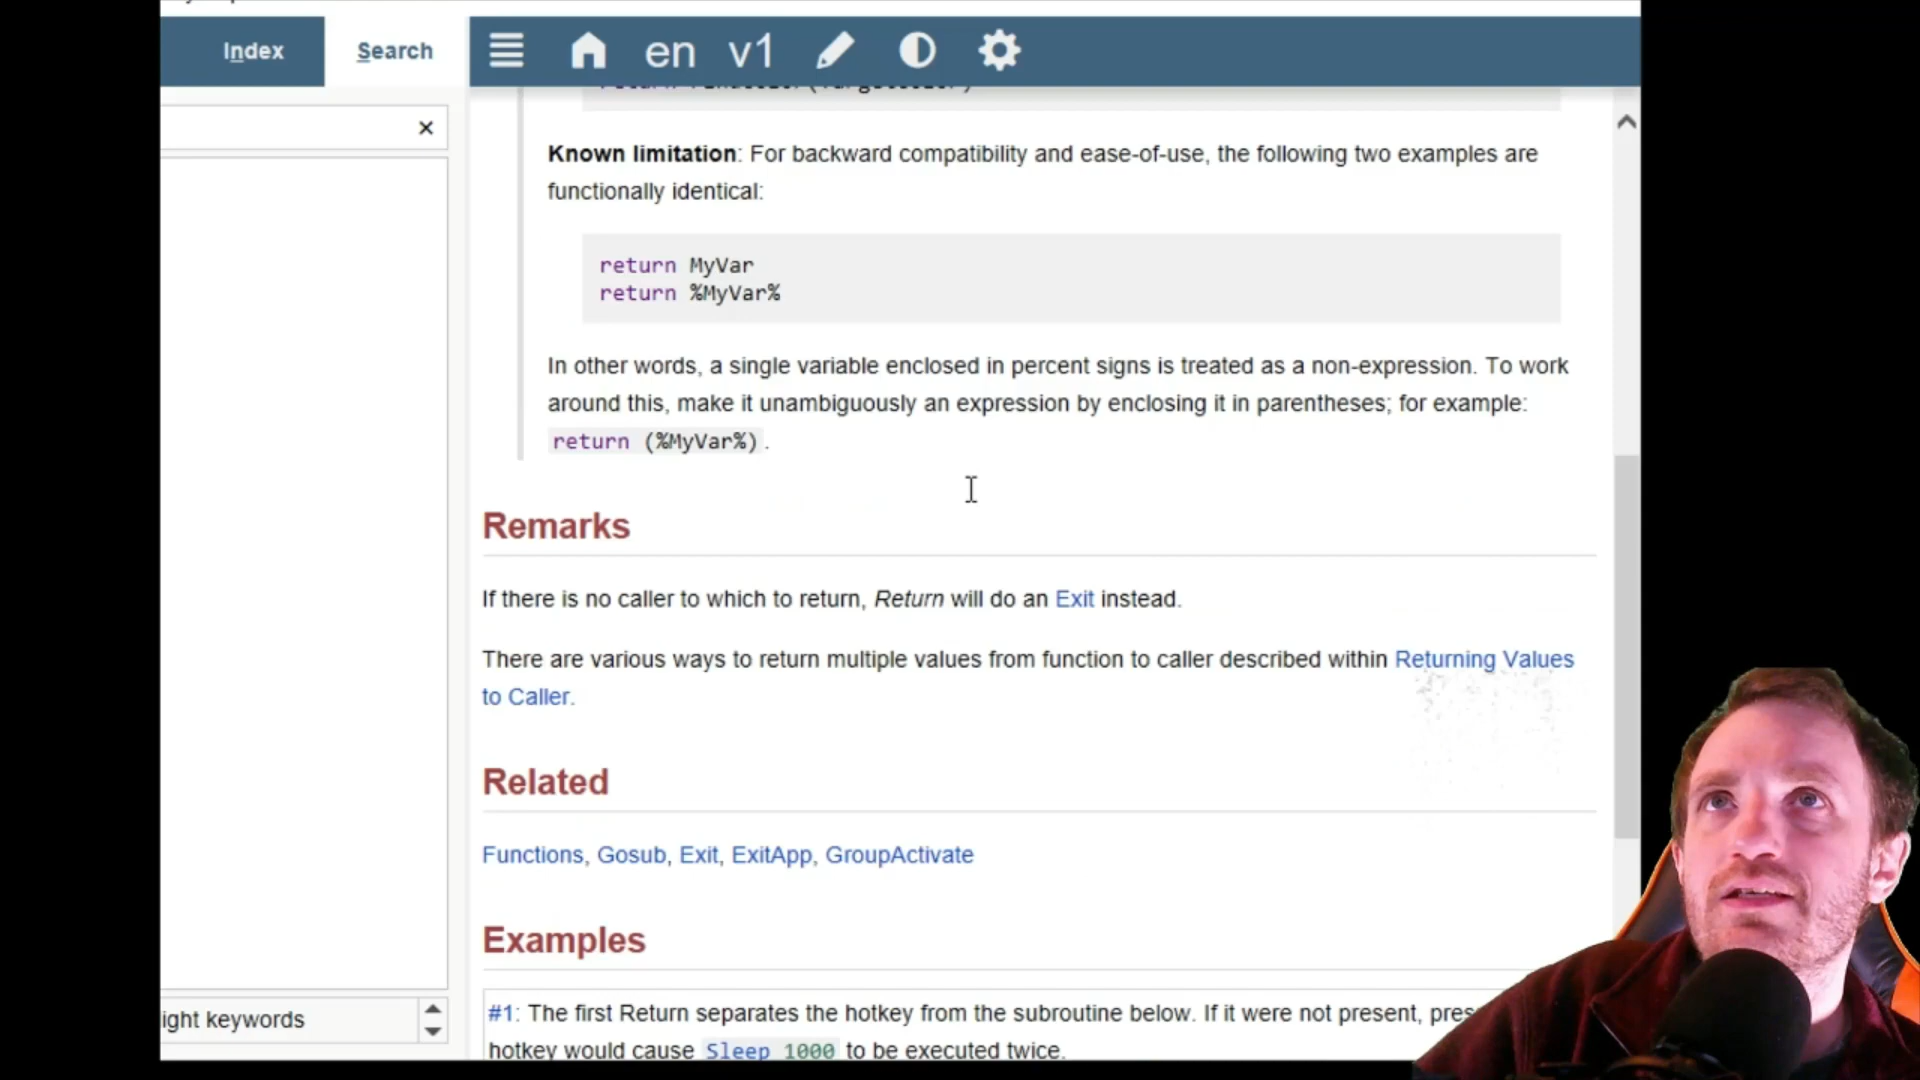 Index
Search
en v1
Known limitation: For backward compatibility and ease-of-use, the following two examples are
functionally identical:
return MyVar
return %MyVar%
In other words, a single variable enclosed in percent signs is treated as a non-expression. To work
around this, make it unambiguously an expression by enclosing it in parentheses; for example:
return (%MyVar%).
Remarks
If there is no caller to which to return, Return will do an Exit instead.
There are various ways to return multiple values from function to caller described within Returning Values
to Caller.
Related
Functions, Gosub, Exit, ExitApp, GroupActivate
Examples
#1: The first Return separates the hotkey from the subroutine below. If it were not present,
hotkey would cause Sleep 1000 to be executed twice.
keywords